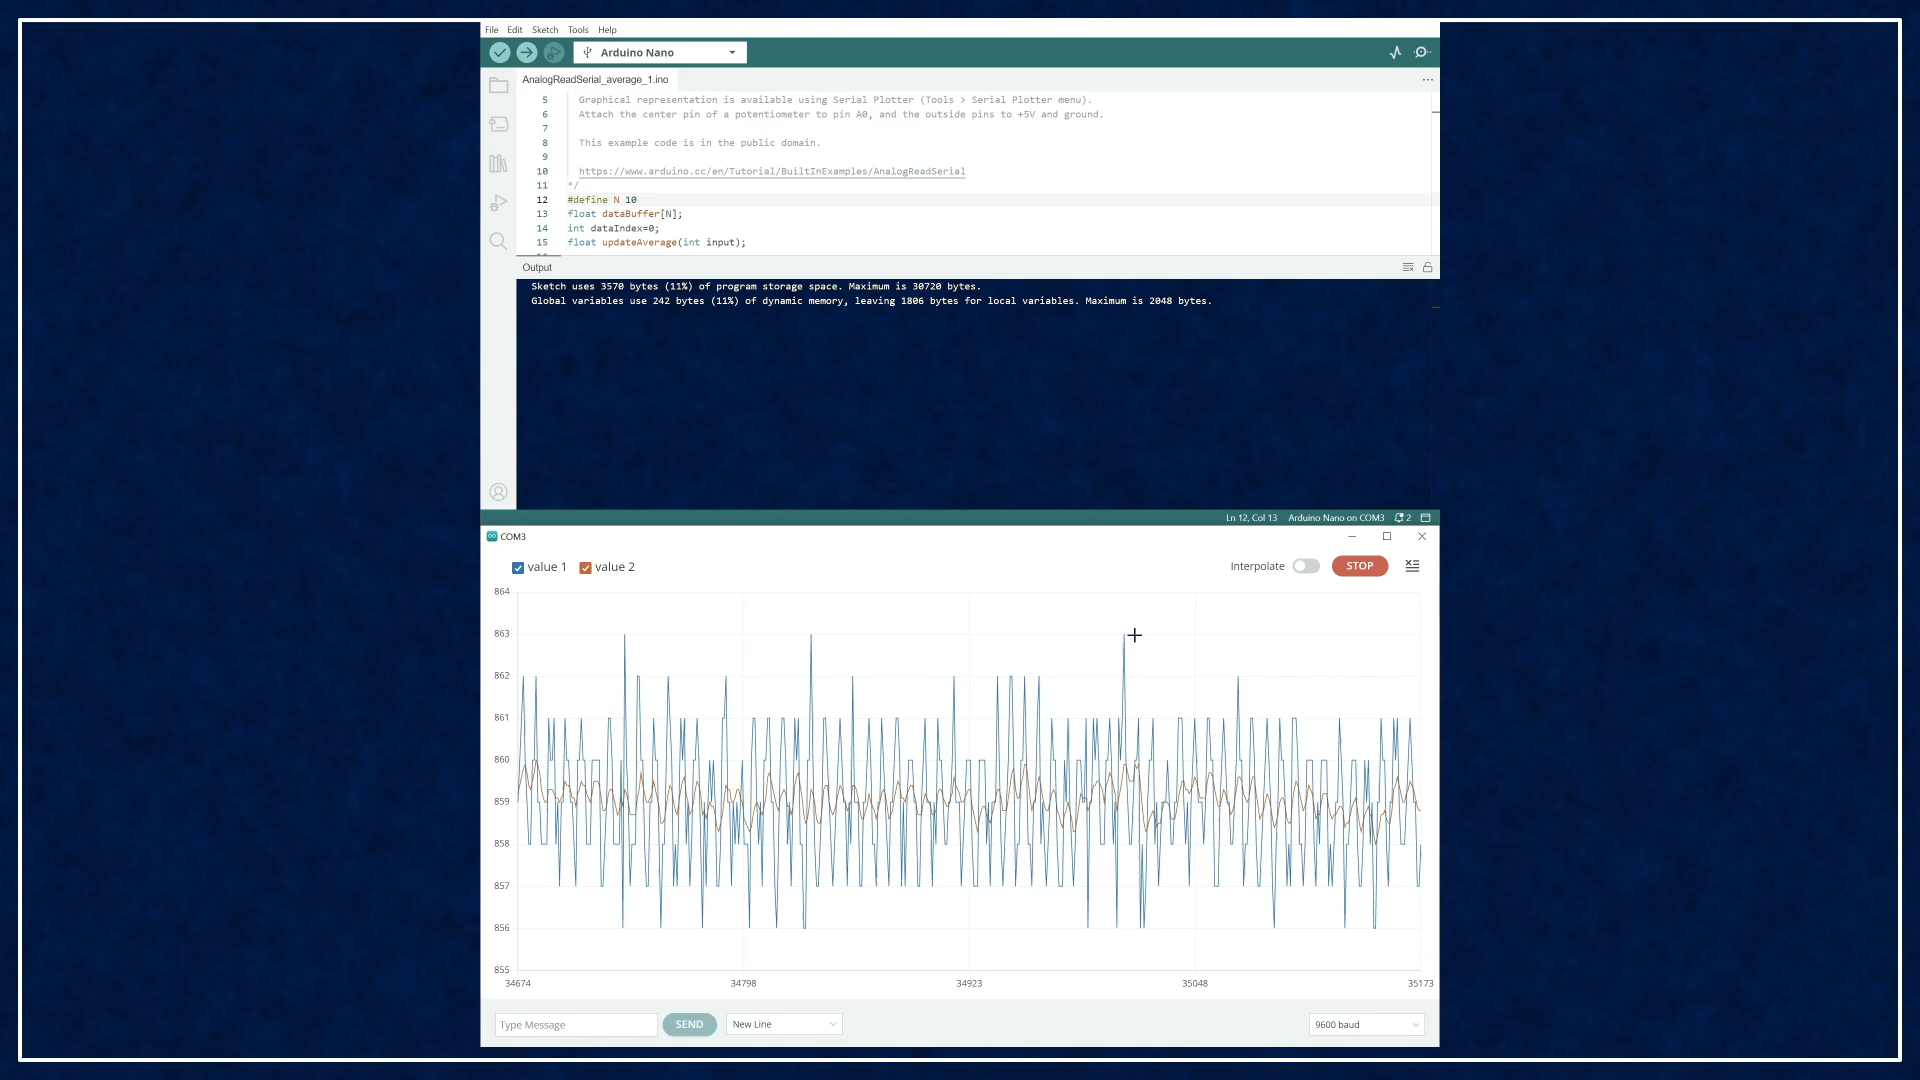 File Edit Sketch Tools Help
Arduino Nano
AnalogReadSerial_average_1.ino
5 Graphical representation is available using Serial Plotter (Tools > Serial Plotter menu).
6 Attach the center pin of a potentiometer to pin A0, and the outside pins to +5V and ground.
7
8 This example code is in the public domain.
9
10 https://www.arduino.cc/en/Tutorial/BuiltInExamples/AnalogReadSerial
11 */
12 #define N 10
13 float dataBuffer[N];
14 int dataIndex=0;
15 float updateAverage(int input);
Output
Sketch uses 3570 bytes (11%) of program storage space. Maximum is 30720 bytes.
Global variables use 242 bytes (11%) of dynamic memory, leaving 1806 bytes for local variables. Maximum is 2048 bytes.
Ln 12, Col 13 Arduino Nano on COM3 2
COM3
value 1 value 2 Interpolate STOP
864
863
862
861
860
859
858
857
856
855
34674 34798 34923 35048 35173
Type Message SEND New Line 9600 baud